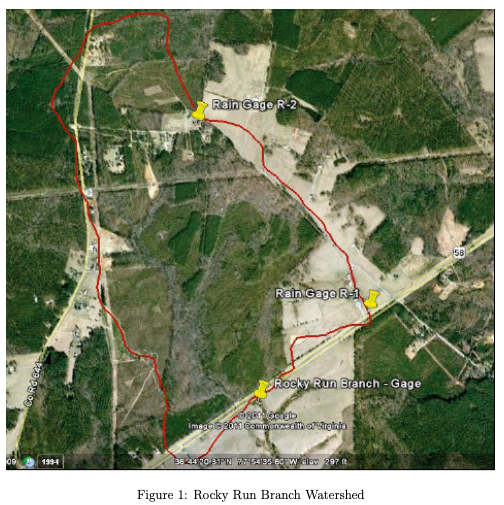 Rain Gage R-2
58
Rain Gage R-1
Rocky Run Branch - Gage
Co Rd 644
© 2011 Google
Image © 2011 Commonwealth of Virginia
1994
36°44'20.31" N 77°54'35.60" W elev 297 ft
Figure 1: Rocky Run Branch Watershed